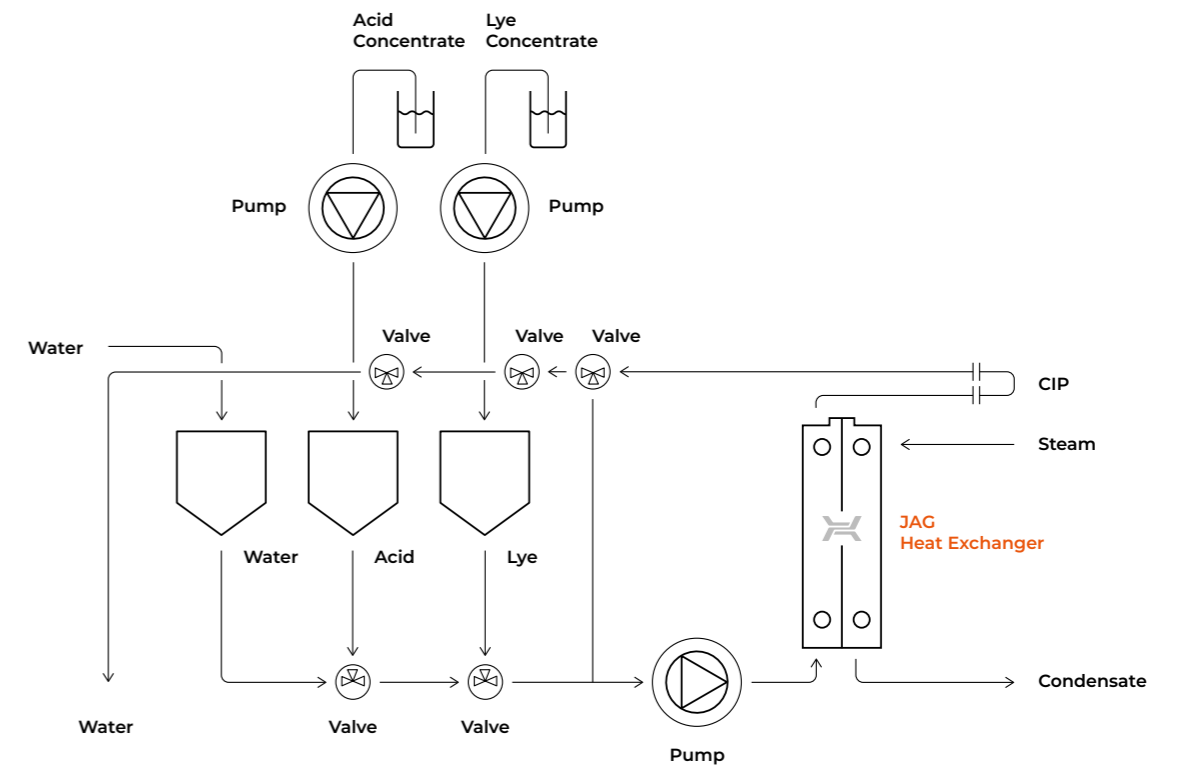 Acid
Concentrate
Lye
Concentrate
Pump
Pump
Valve
Valve
Valve
Water
CIP
Steam
JAG
Heat Exchanger
Water
Acid
Lye
Condensate
Water
Valve
Valve
Pump